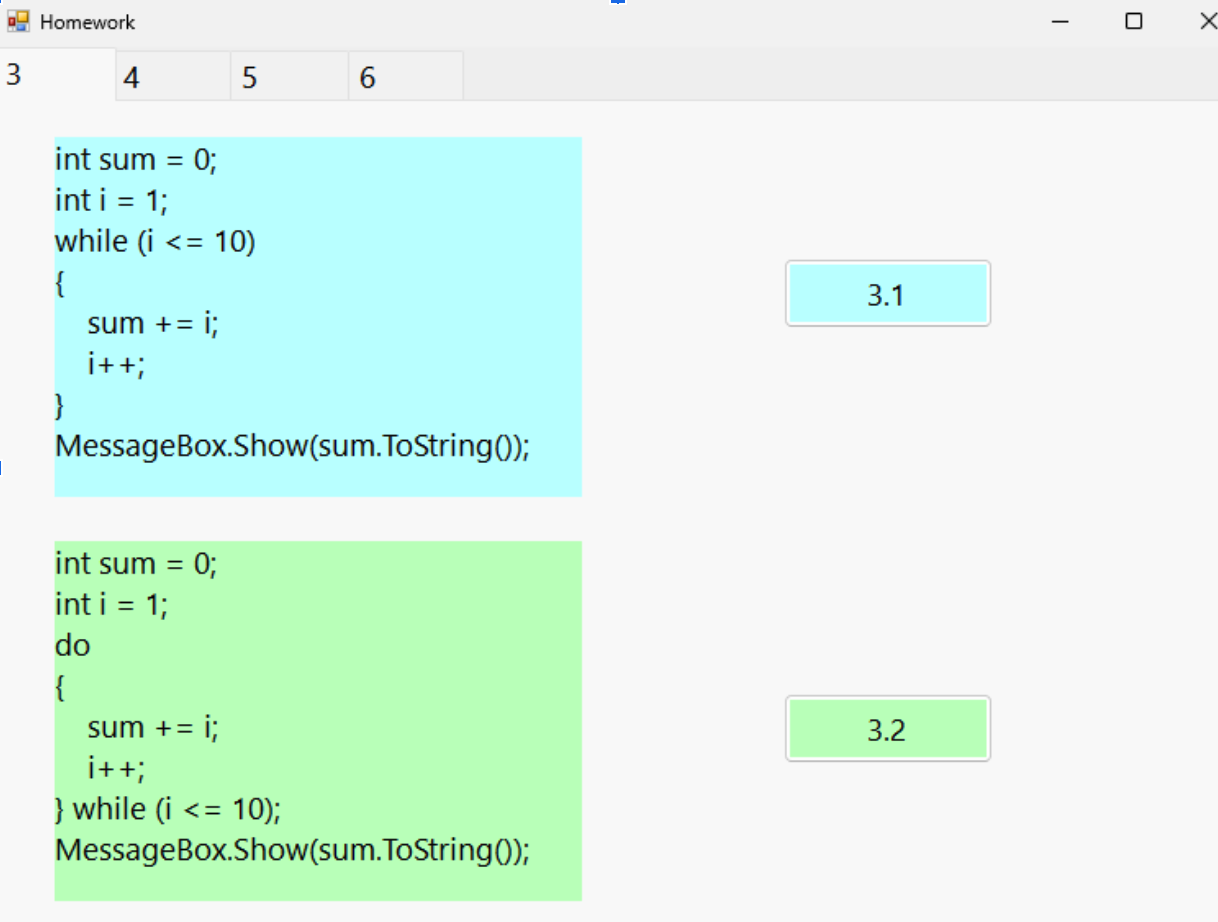 Homework
3 4 5 6
int sum = 0;
int i = 1;
while (i <= 10)
{
    sum += i;
    i++;
}
MessageBox.Show(sum.ToString());
3.1
int sum = 0;
int i = 1;
do
{
    sum += i;
    i++;
} while (i <= 10);
MessageBox.Show(sum.ToString());
3.2